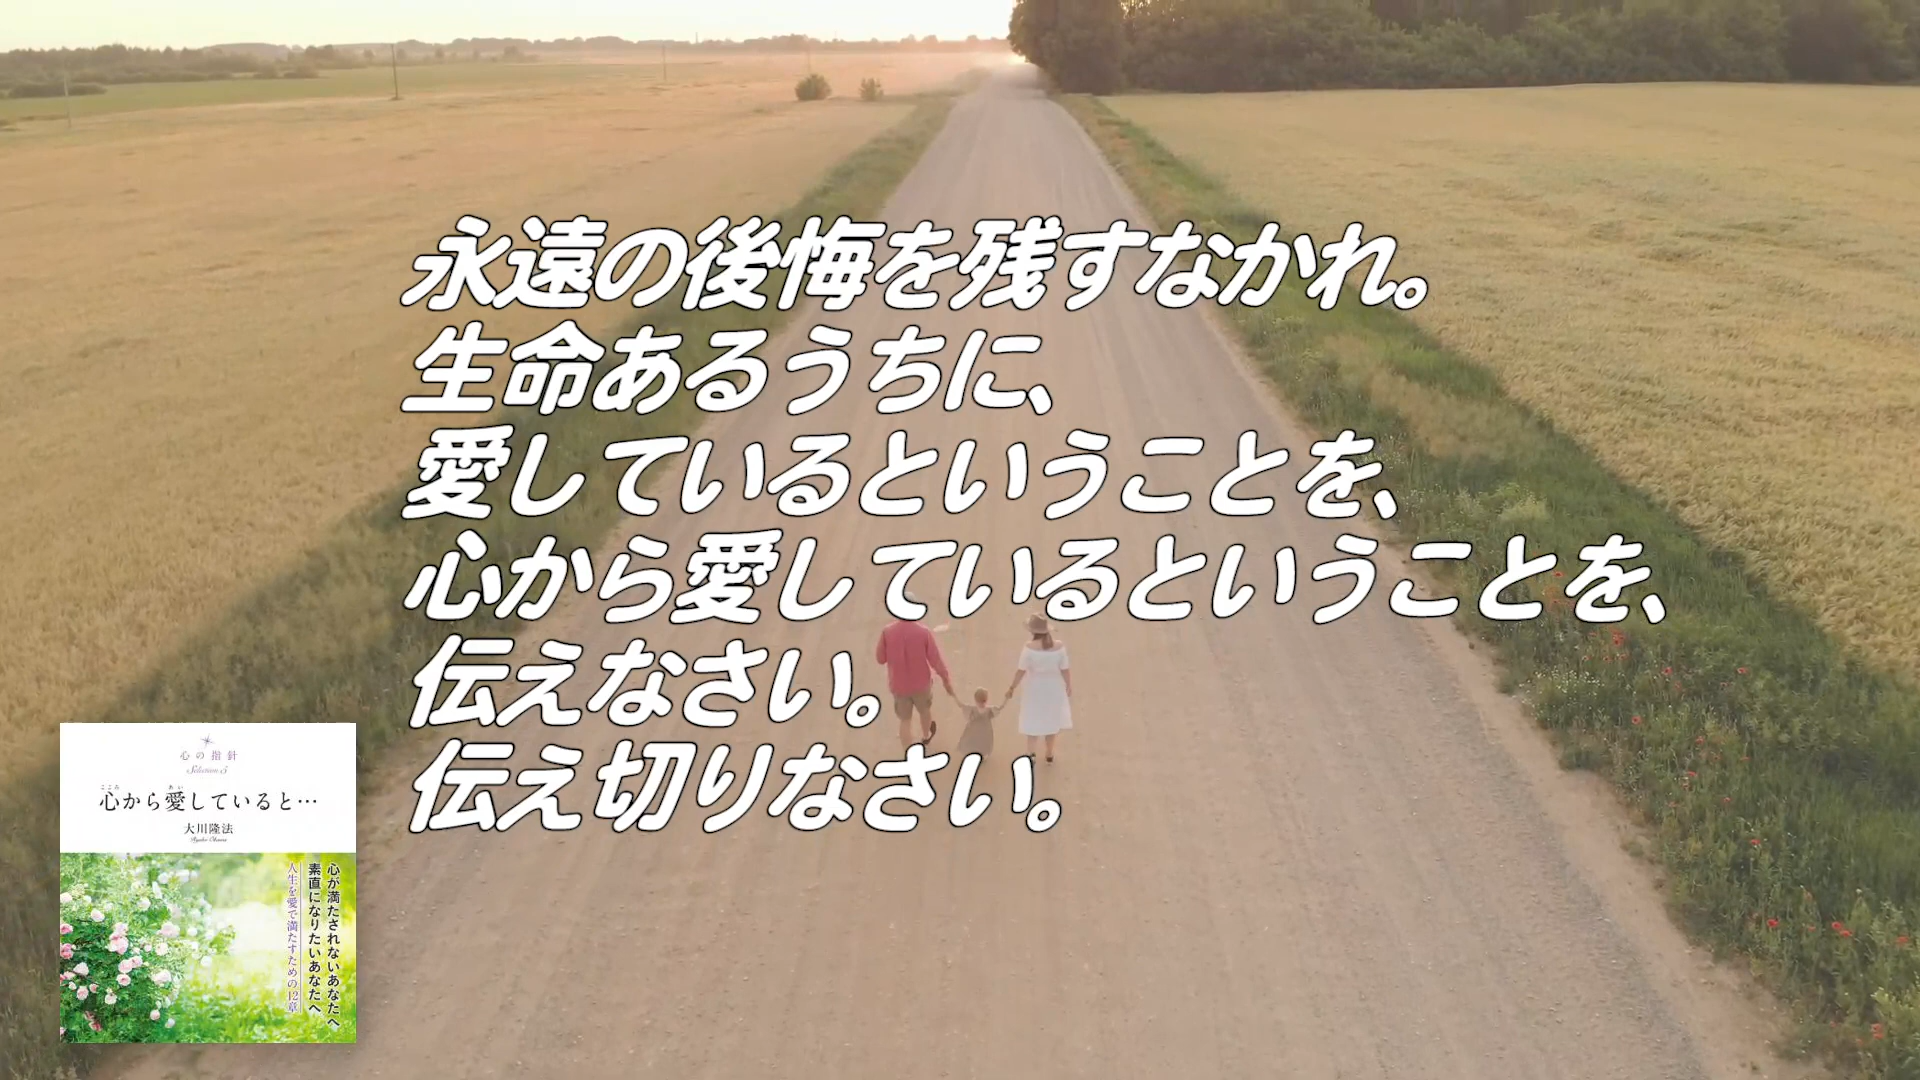 永遠の後悔を残すなかれ。
生命あるうちに、
愛しているということを、
心から愛しているということを、
伝えなさい。
伝え切りなさい。
心の指針
Selection 5
心から愛していると…
大川隆法
Ryuho Okawa
心が満たされないあなたへ
素直になりたいあなたへ
人生を愛で満たすための12章